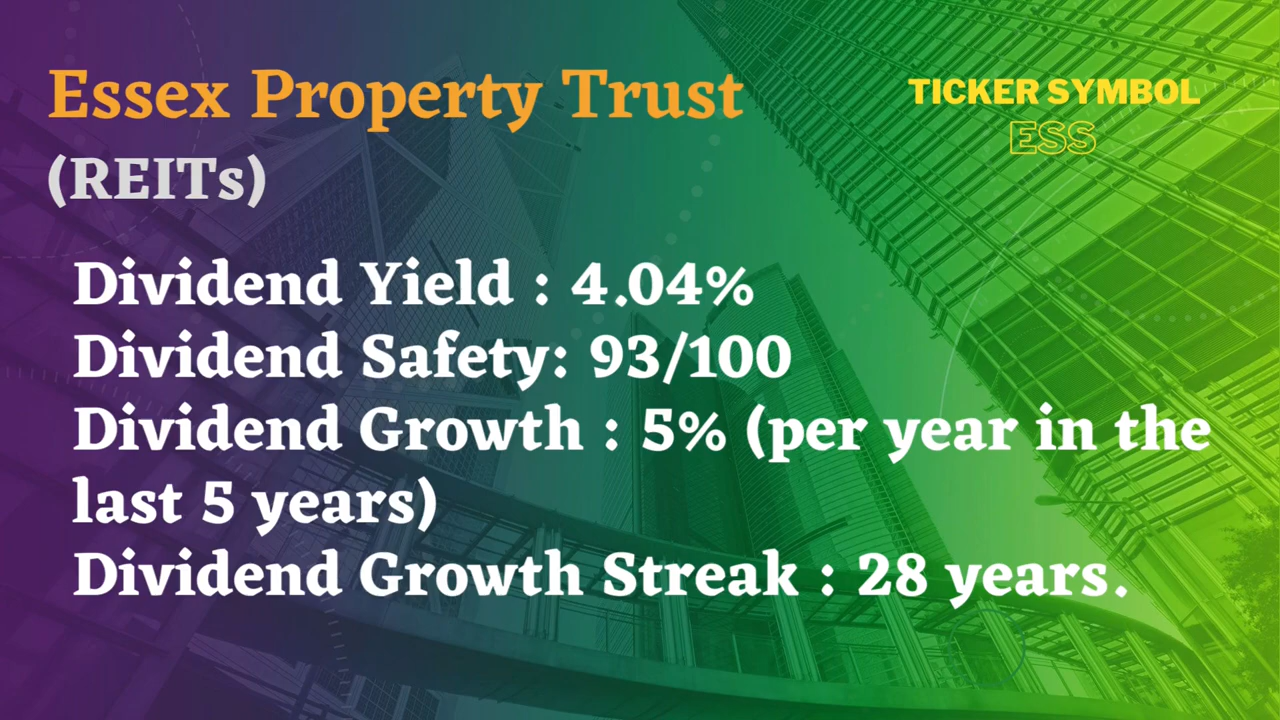 Essex Property Trust
(REITs)
TICKER SYMBOL
ESS
Dividend Yield : 4.04%
Dividend Safety: 93/100
Dividend Growth : 5% (per year in the
last 5 years)
Dividend Growth Streak : 28 years.